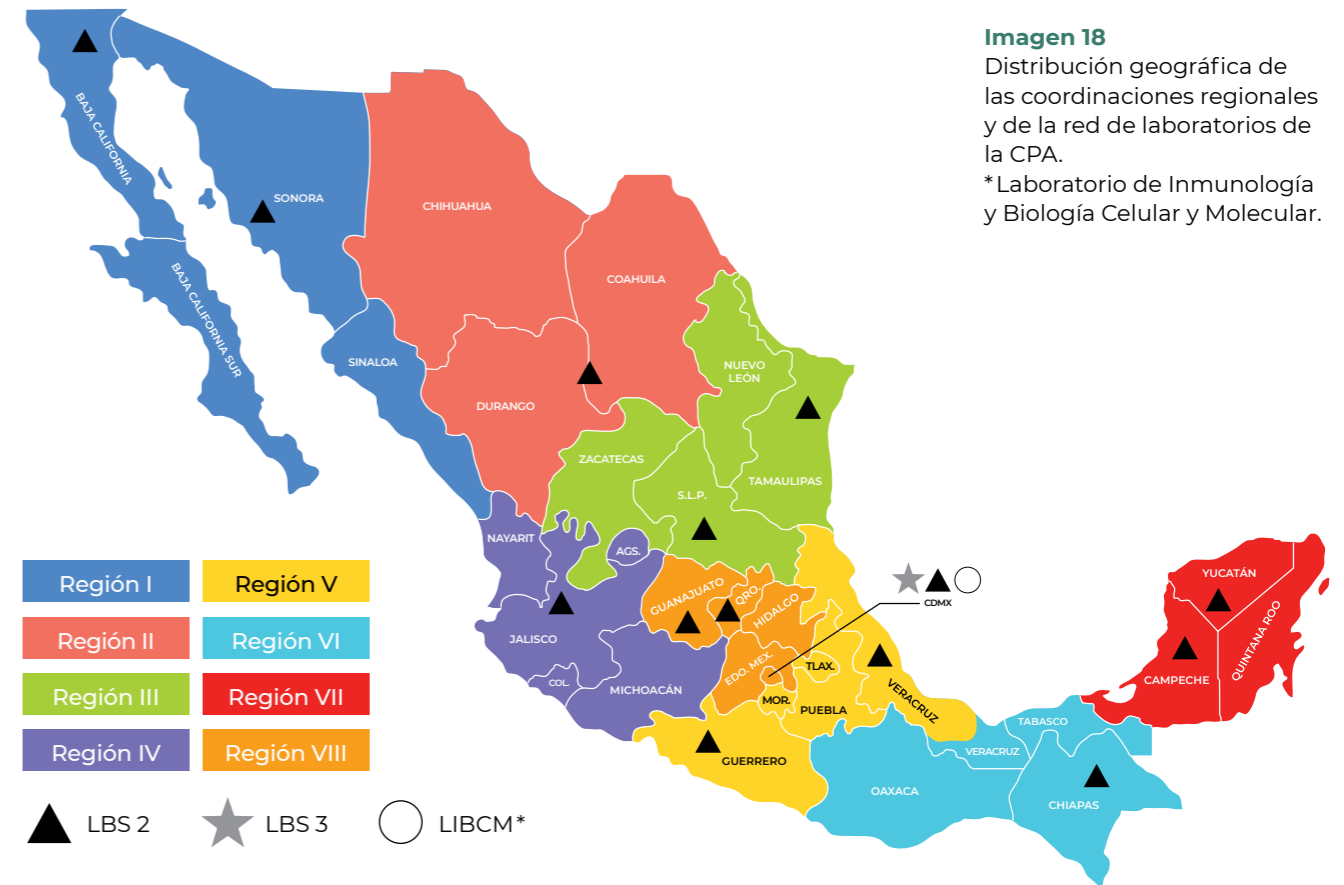 Imagen 18
Distribución geográfica de
las coordinaciones regionales
y de la red de laboratorios de
la CPA.
*Laboratorio de Inmunología
y Biología Celular y Molecular.
BAJA CALIFORNIA
SONORA
CHIHUAHUA
COAHUILA
BAJA CALIFORNIA SUR
SINALOA
NUEVO
LEÓN
DURANGO
ZACATECAS
TAMAULIPAS
S.L.P.
NAYARIT
AGS.
GUANAJUATO
QRO.
HIDALGO
CDMX
YUCATÁN
QUINTANA ROO
CAMPECHE
JALISCO
COL.
MICHOACÁN
EDO. MEX.
TLAX.
MOR.
PUEBLA
VERACRUZ
GUERRERO
TABASCO
VERACRUZ
OAXACA
CHIAPAS
Región I
Región V
Región II
Región VI
Región III
Región VII
Región IV
Región VIII
LBS 2
LBS 3
LIBCM*